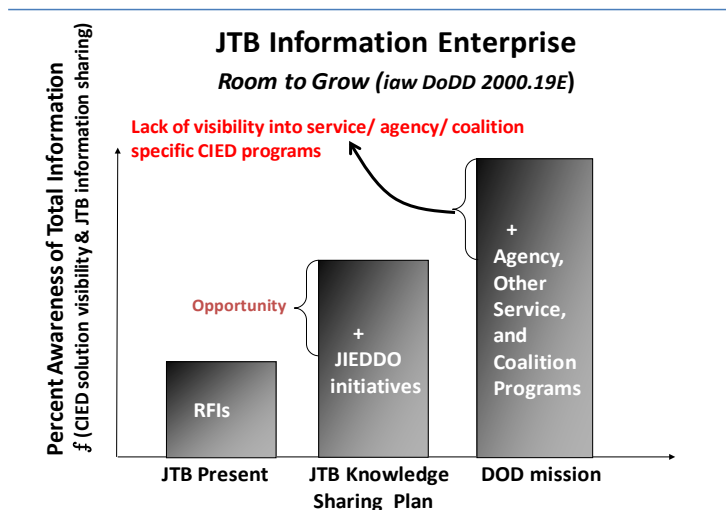 JTB Information Enterprise
Room to Grow (iaw DoDD 2000.19E)
Lack of visibility into service/ agency/ coalition
specific CIED programs
Percent Awareness of Total Information
⨍ (CIED solution visibility & JTB information sharing)
Opportunity
RFIs
+
JIEDDO
initiatives
+
Agency,
Other
Service,
and
Coalition
Programs
JTB Present
JTB Knowledge
Sharing Plan
DOD mission